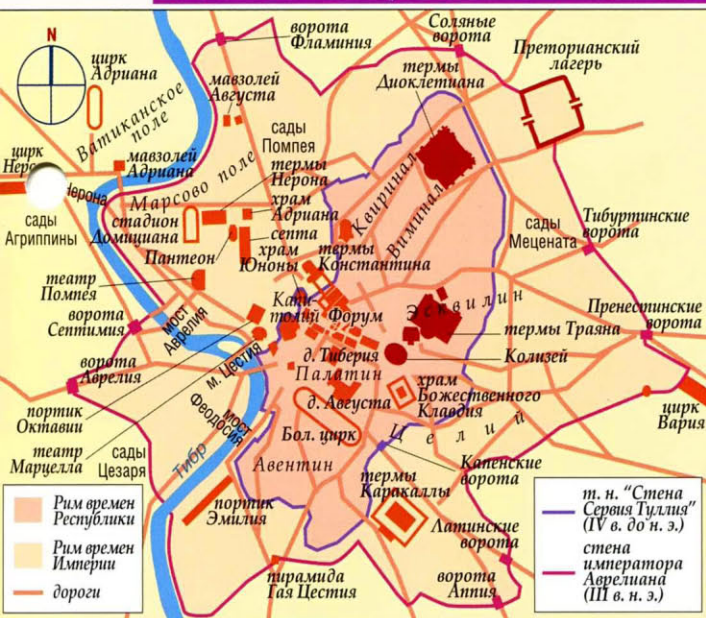 ворота
Фламиния
Соляные
ворота
N
цирк
Адриана
мавзолей
Августа
термы
Диоклетиана
Преторианский
лагерь
Ватиканское
поле
сады
Помпея
цирк
мавзолей
Адриана
Марсово поле
термы
Нерона
Квиринал
Виминал
сады
Агриппины
стадион
Домициана
храм
Адриана
септа
Пантеон
храм
Юноны
термы
Константина
сады
Мецената
Тибуртинские
ворота
театр
Помпея
Капи-
толий
Форум
Эсквилин
ворота
Септимия
мост
Аврелия
термы Траяна
Пренестинские
ворота
ворота
Аврелия
м. Цестия
д. Тиберия
Палатин
Колизей
портик
Октавии
мост
Феодосия
д. Августа
храм
Божественного
Клавдия
цирк
Вария
театр
Марцелла
сады
Цезаря
Тибр
Бол. цирк
Целий
Авентин
термы
Каракаллы
Капенские
ворота
портик
Эмилия
Латинские
ворота
пирамида
Гая Цестия
ворота
Аппия
Рим времен
Республики
Рим времен
Империи
дороги
т. н. "Стена
Сервия Туллия"
(IV в. до н. э.)
стена
императора
Аврелиана
(III в. н. э.)